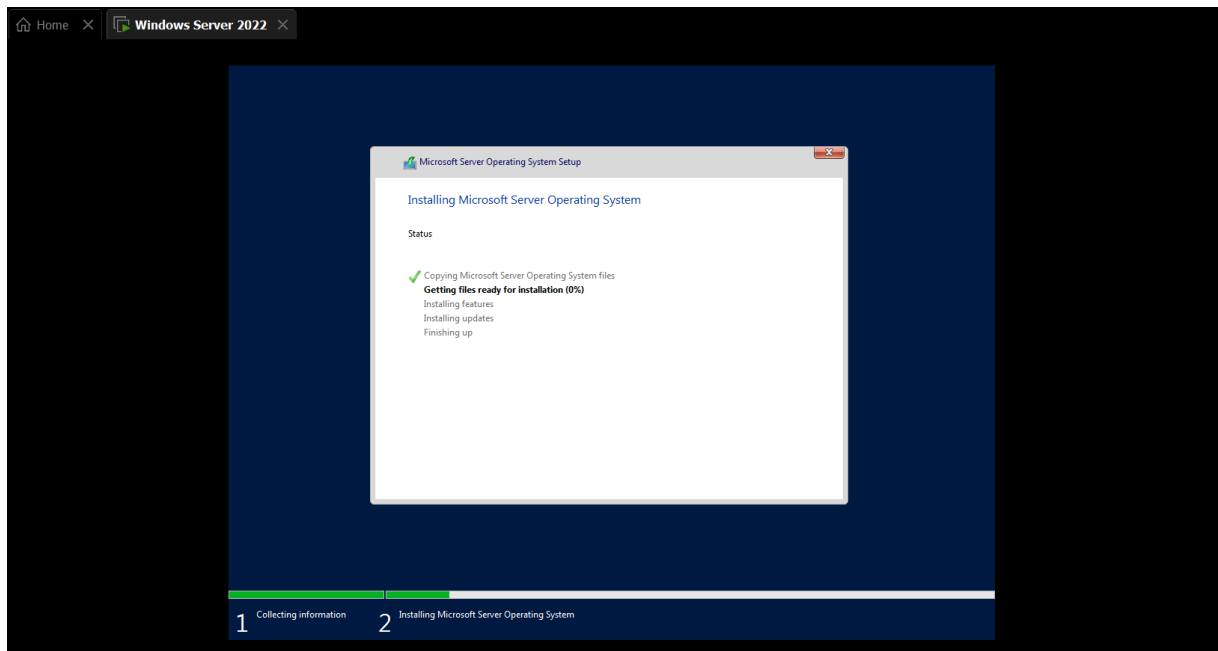 Home
Windows Server 2022
Microsoft Server Operating System Setup
Installing Microsoft Server Operating System
Status
Copying Microsoft Server Operating System files
Getting files ready for installation (0%)
Installing features
Installing updates
Finishing up
1 Collecting information
2 Installing Microsoft Server Operating System